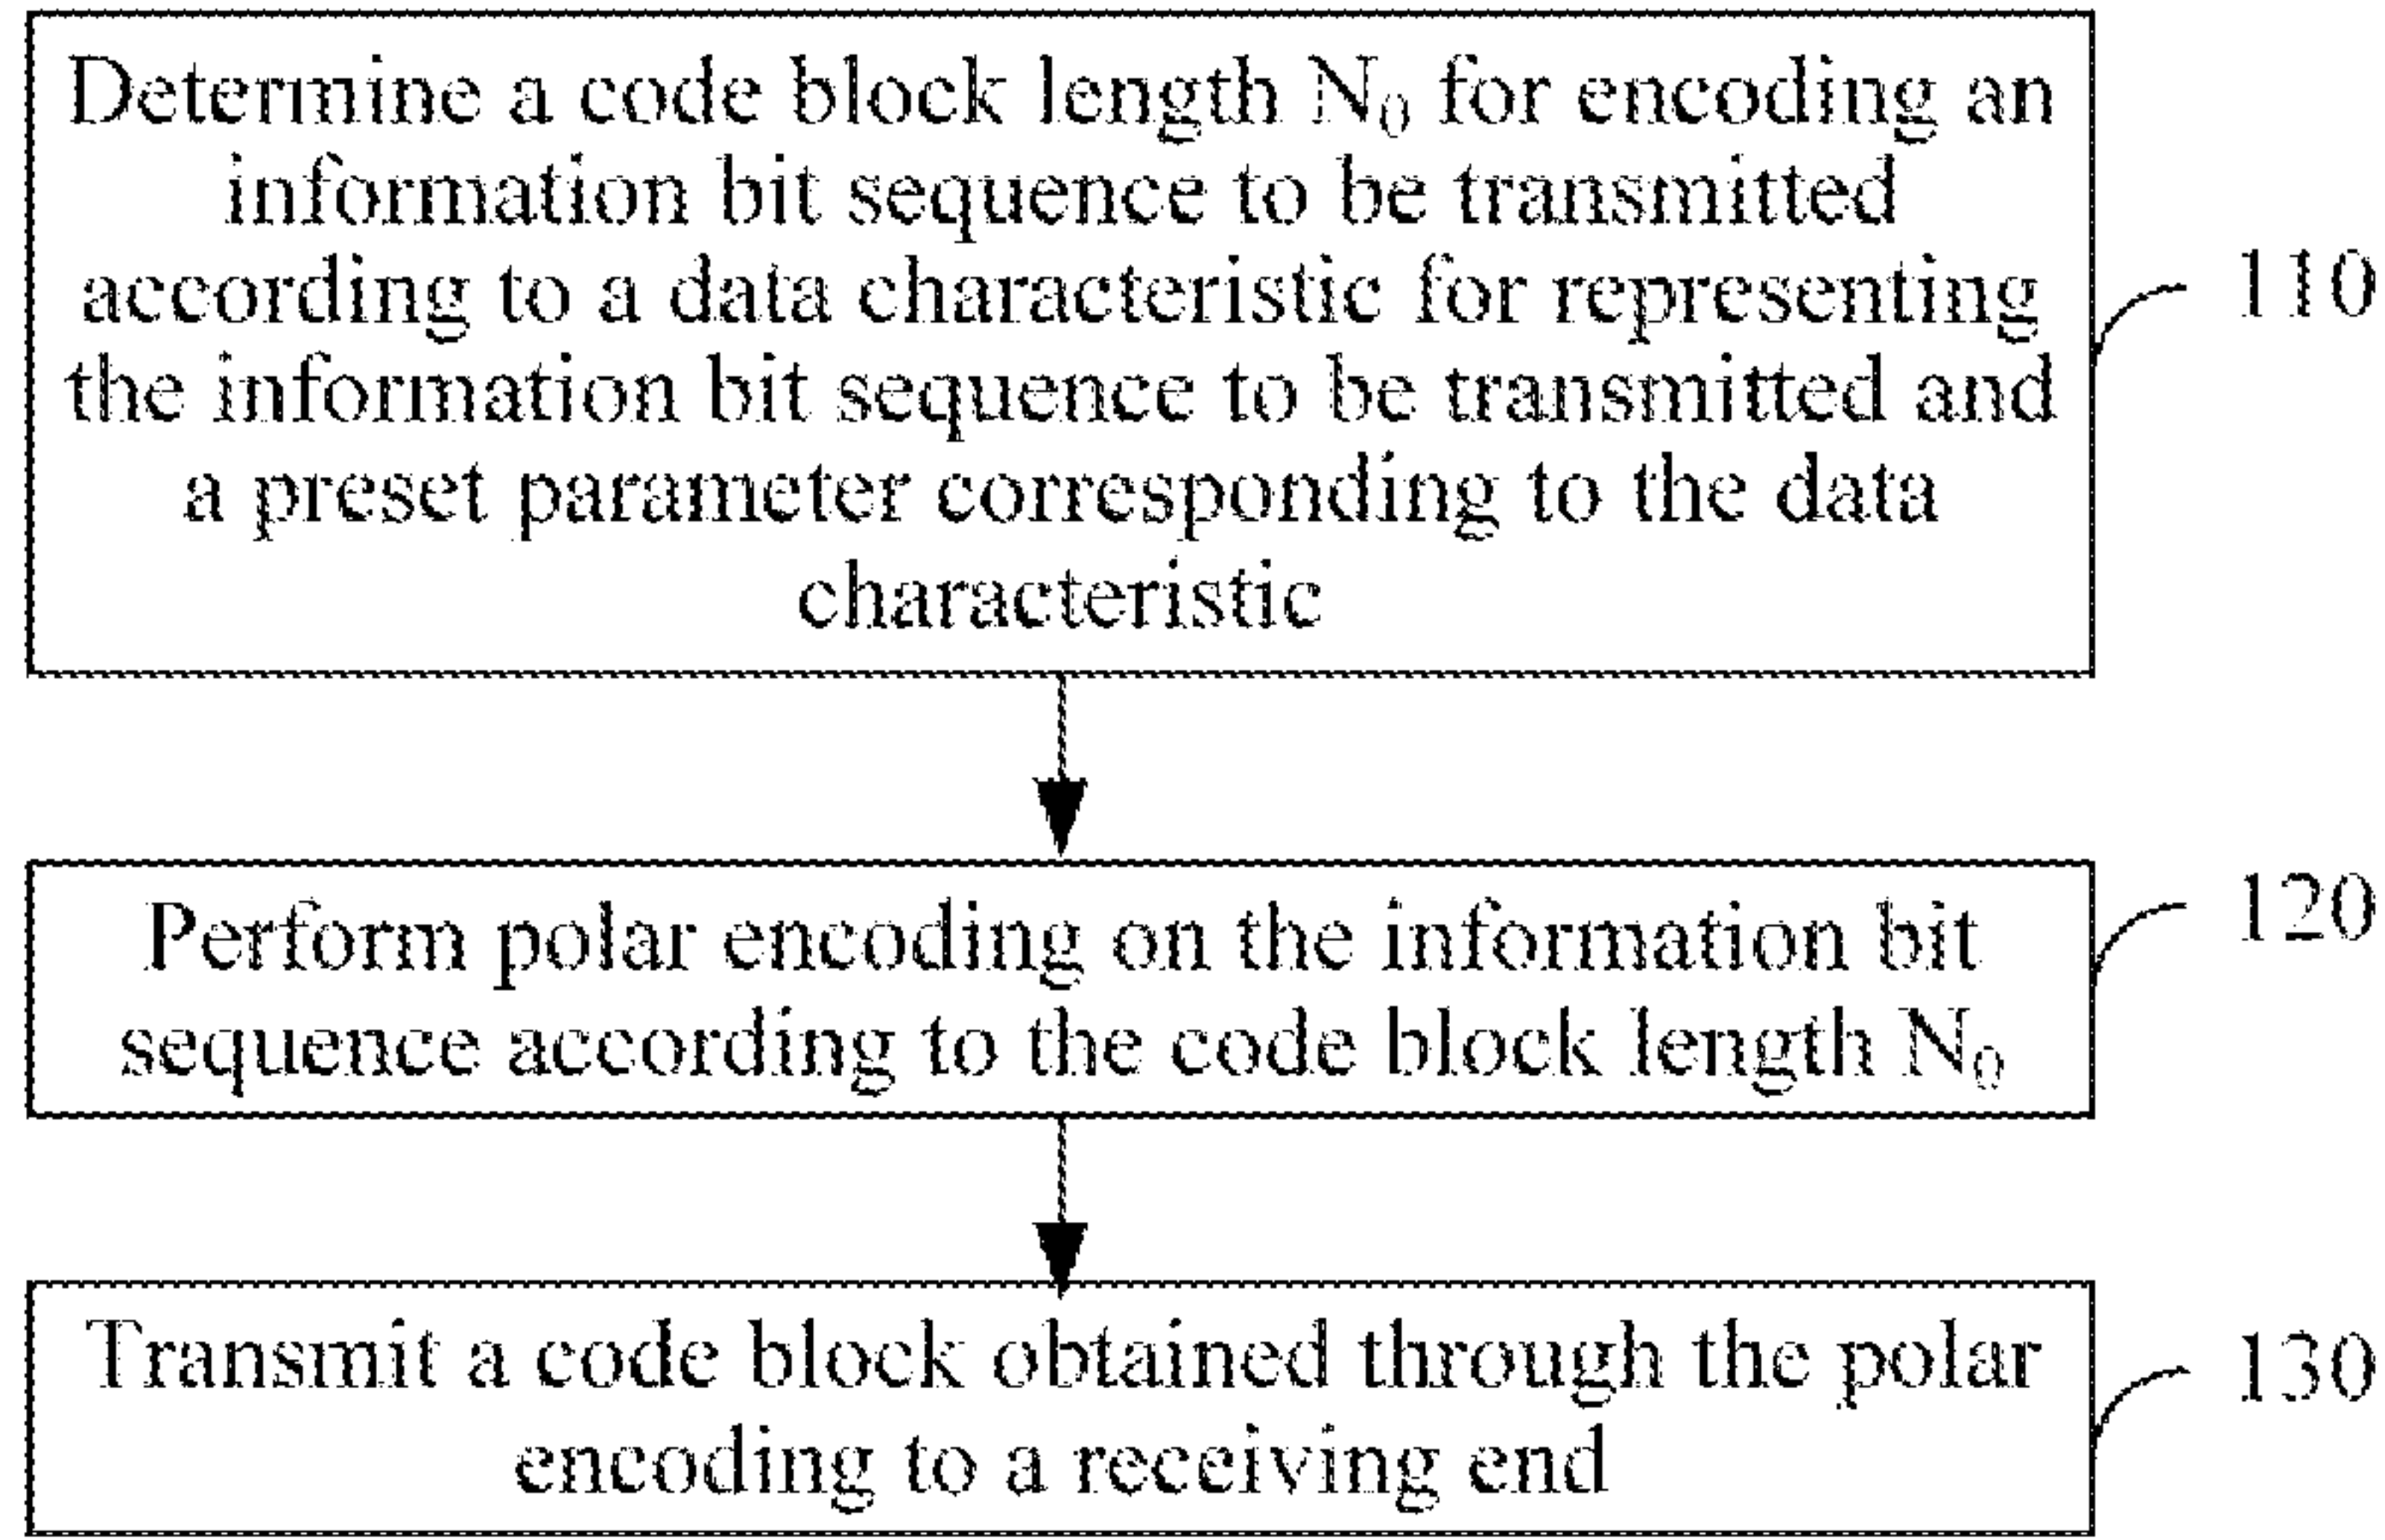 Determine a code block length N₀ for encoding an
information bit sequence to be transmitted
according to a data characteristic for representing
the information bit sequence to be transmitted and
a preset parameter corresponding to the data
characteristic
110
Perform polar encoding on the information bit
sequence according to the code block length N₀
120
Transmit a code block obtained through the polar
encoding to a receiving end
130